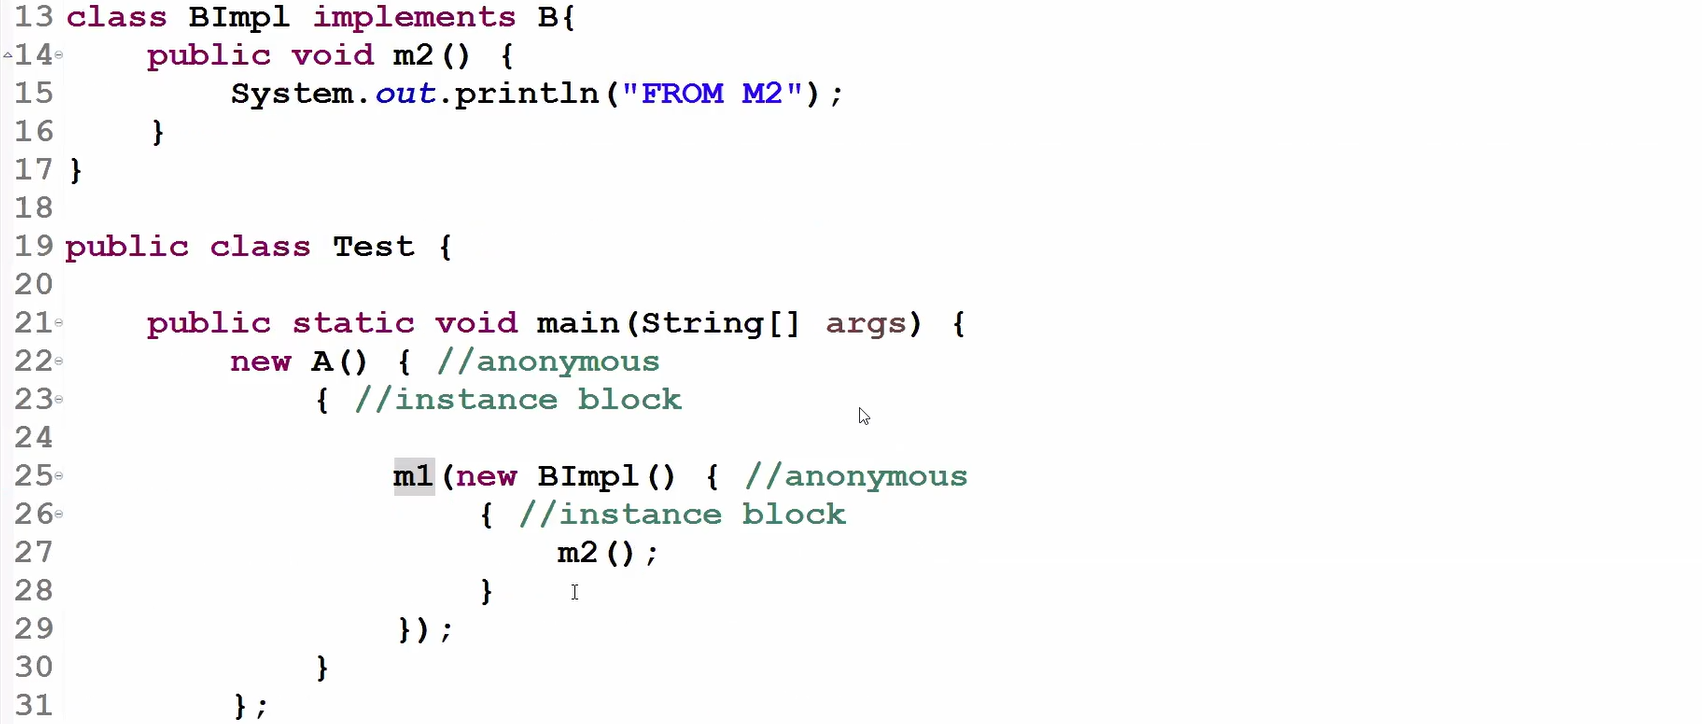 13 class BImpl implements B{
14 public void m2() {
15 System.out.println("FROM M2");
16 }
17 }
18
19 public class Test {
20
21 public static void main(String[] args) {
22 new A() { //anonymous
23 { //instance block
24
25 m1(new BImpl() { //anonymous
26 { //instance block
27 m2();
28 }
29 });
30 }
31 };